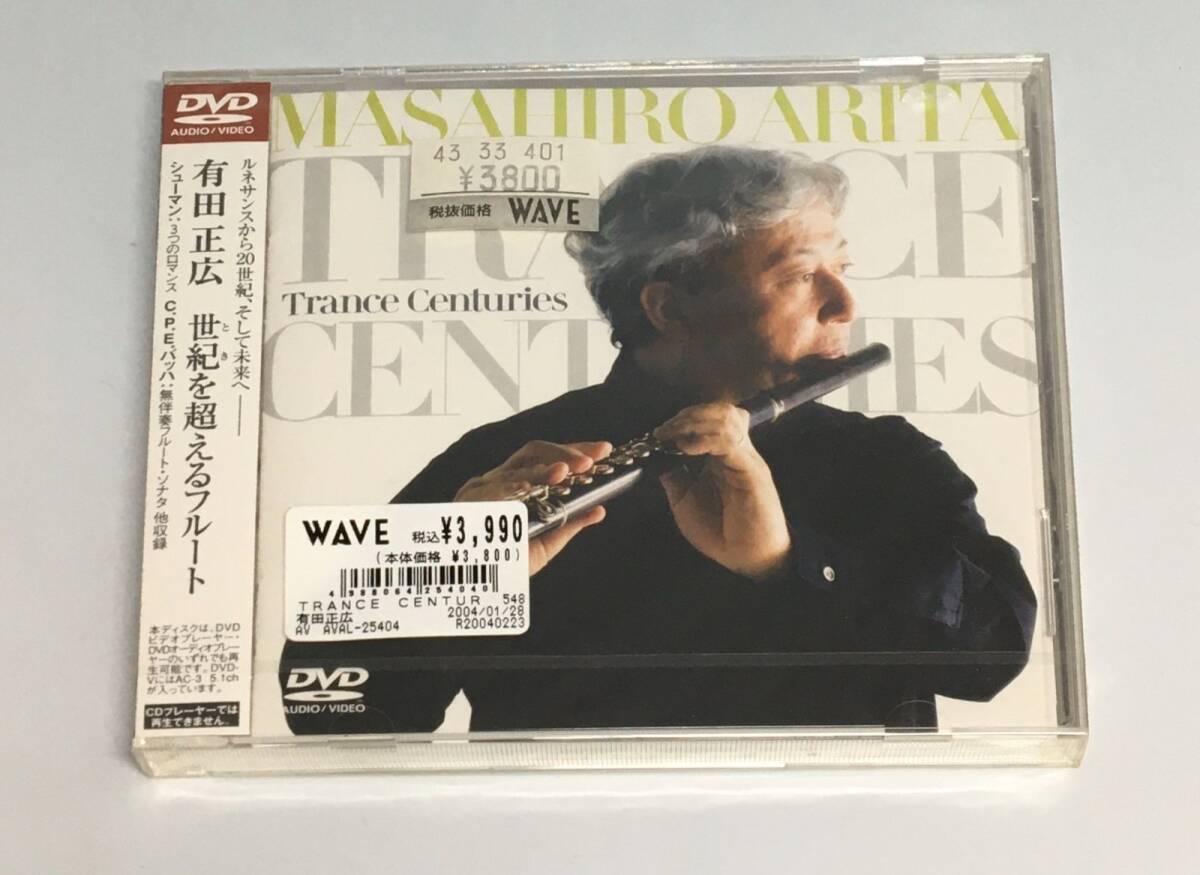 DVD
AUDIO/VIDEO
ルネサンスから20世紀、そして未来へ――
有田正広 世紀を超えるフルート
とき
シューマン:3つのロマンス C.P.E.バッハ:無伴奏フルート・ソナタ 他収録
本ディスクは、DVD
ビデオプレーヤー・
DVDオーディオプレー
ヤーのいずれでも再
生可能です。DVD-
VにはAC-3 5.1ch
が入っています。
CDプレーヤーでは
再生できません。
MASAHIRO ARITA
TRANCE
CENTURIES
Trance Centuries
43 33 401
¥3800
税抜価格 WAVE
WAVE 税込¥3,990
(本体価格 ¥3,800)
4988064254040
TRANCE CENTUR 548
有田正広 2004/01/28
AV AVAL-25404 R20040223
DVD
AUDIO/VIDEO